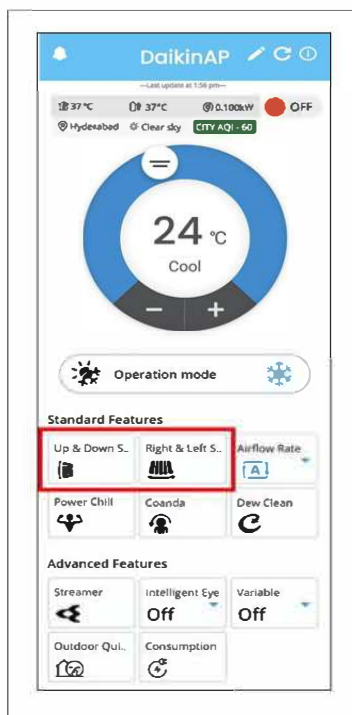 DaikinAP
—Last update at 1:56 pm—
37 °C 37°C 0.100kW OFF
Hyderabad Clear sky CITY AQI - 60
24 °C
Cool
− +
Operation mode
Standard Features
Up & Down S.. Right & Left S.. Airflow Rate
A
Power Chill Coanda Dew Clean
Advanced Features
Streamer Intelligent Eye Variable
Off Off
Outdoor Qui.. Consumption